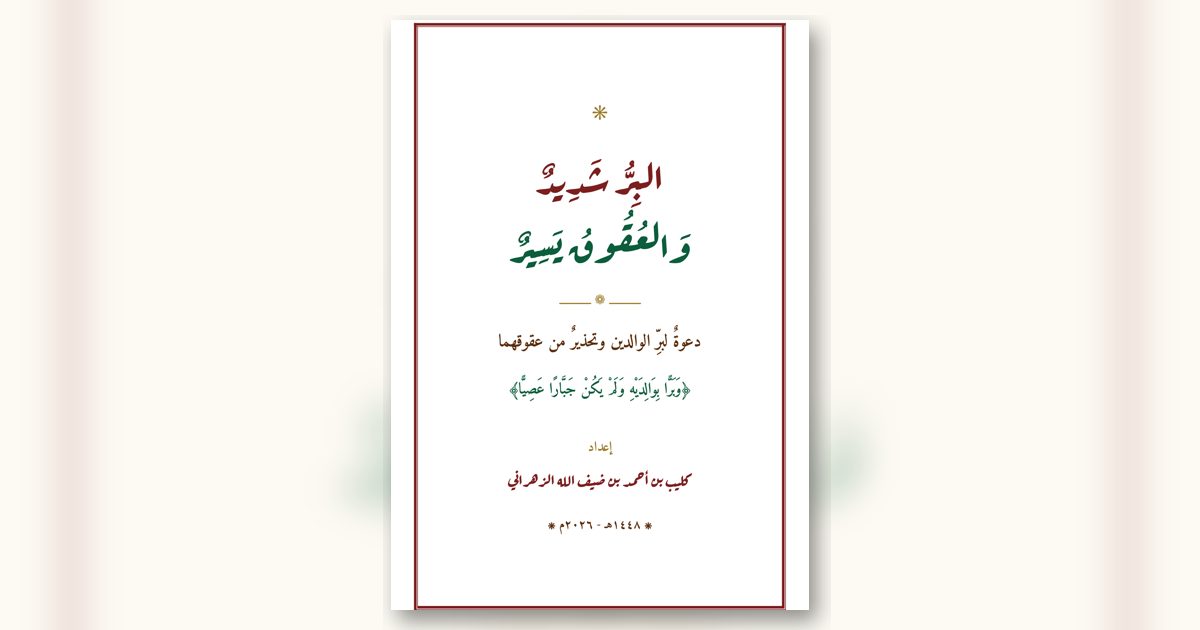 البِرُّ شَدِيدٌ
وَالعُقُوقُ يَسِيرٌ
دعوةٌ لبرِّ الوالدين وتحذيرٌ من عقوقهما
﴿وَبَرًّا بِوَالِدَيْهِ وَلَمْ يَكُنْ جَبَّارًا عَصِيًّا﴾
إعداد
كليب بن أحمد بن ضيف الله الزهراني
١٤٤٨هـ - ٢٠٢٦م